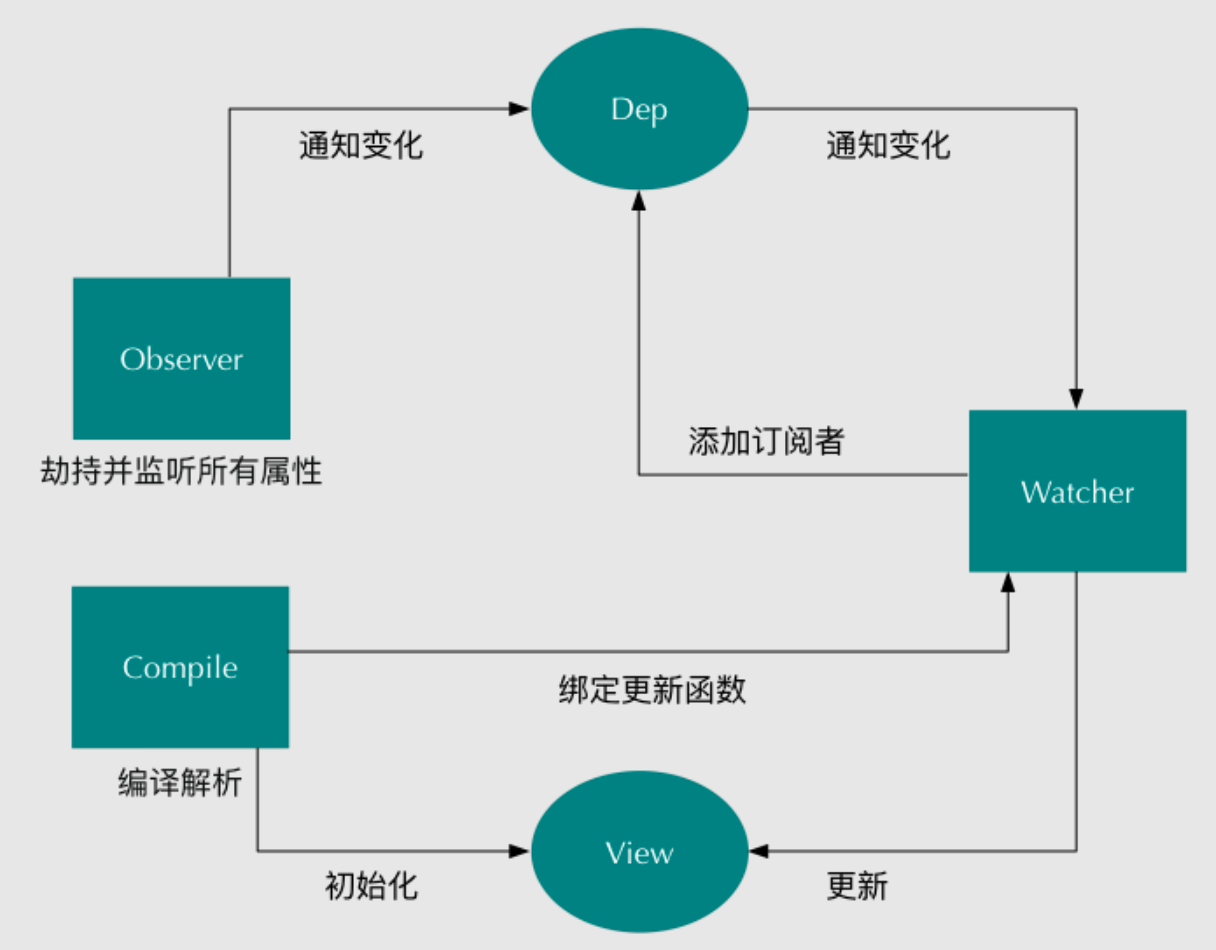 Dep
通知变化
通知变化
Observer
劫持并监听所有属性
添加订阅者
Watcher
Compile
绑定更新函数
编译解析
View
初始化
更新